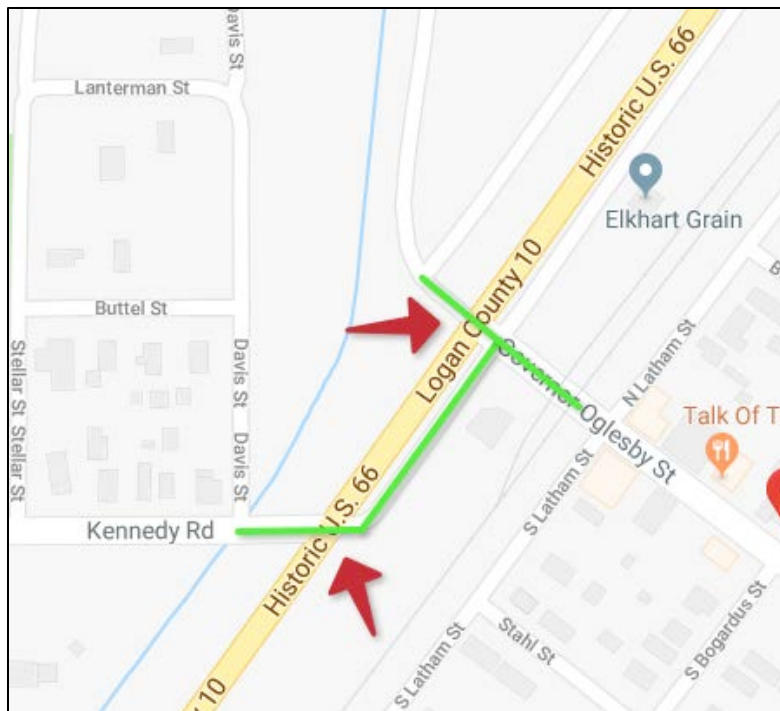 Davis St
Lanterman St
Historic U.S. 66
Elkhart Grain
Logan County 10
Buttel St
N Latham St
Stellar St
Stellar St
Davis St
Davis St
Governor Oglesby St
Talk Of T
Kennedy Rd
Historic U.S. 66
S Latham St
S Latham St
Stahl St
S Bogardus St
y 10
B